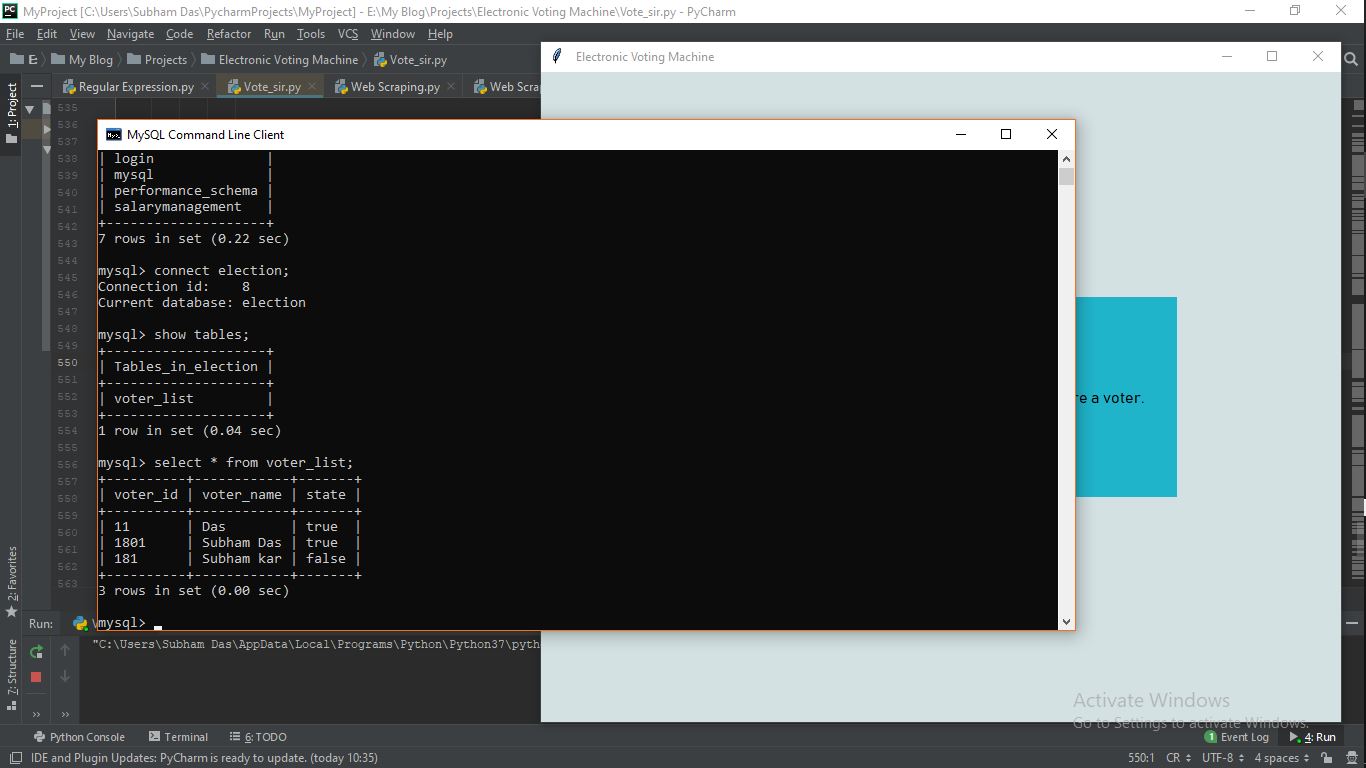 MyProject [C:\Users\Subham Das\PycharmProjects\MyProject] - E:\My Blog\Projects\Electronic Voting Machine\Vote_sir.py - PyCharm
File Edit View Navigate Code Refactor Run Tools VCS Window Help
E: My Blog Projects Electronic Voting Machine Vote_sir.py
Regular Expression.py Vote_sir.py Web Scraping.py Web Scra
1: Project
2: Favorites
Z: Structure
535
536
537
538
539
540
541
542
543
544
545
546
547
548
549
550
551
552
553
554
555
556
557
558
559
560
561
562
563
Electronic Voting Machine
re a voter.
MySQL Command Line Client
| login |
| mysql
| performance_schema |
| salarymanagement |
+--------------------+
7 rows in set (0.22 sec)
mysql> connect election;
Connection id: 8
Current database: election
mysql> show tables;
+--------------------+
| Tables_in_election |
+--------------------+
| voter_list |
+--------------------+
1 row in set (0.04 sec)
mysql> select * from voter_list;
+----------+------------+-------+
| voter_id | voter_name | state |
+----------+------------+-------+
| 11 | Das | true |
| 1801 | Subham Das | true |
| 181 | Subham kar | false |
+----------+------------+-------+
3 rows in set (0.00 sec)
mysql>
Run:
"C:\Users\Subham Das\AppData\Local\Programs\Python\Python37\pyth
Activate Windows
Go to Settings to activate Windows.
Python Console Terminal 6: TODO 1 Event Log 4: Run
IDE and Plugin Updates: PyCharm is ready to update. (today 10:35) 550:1 CR UTF-8 4 spaces